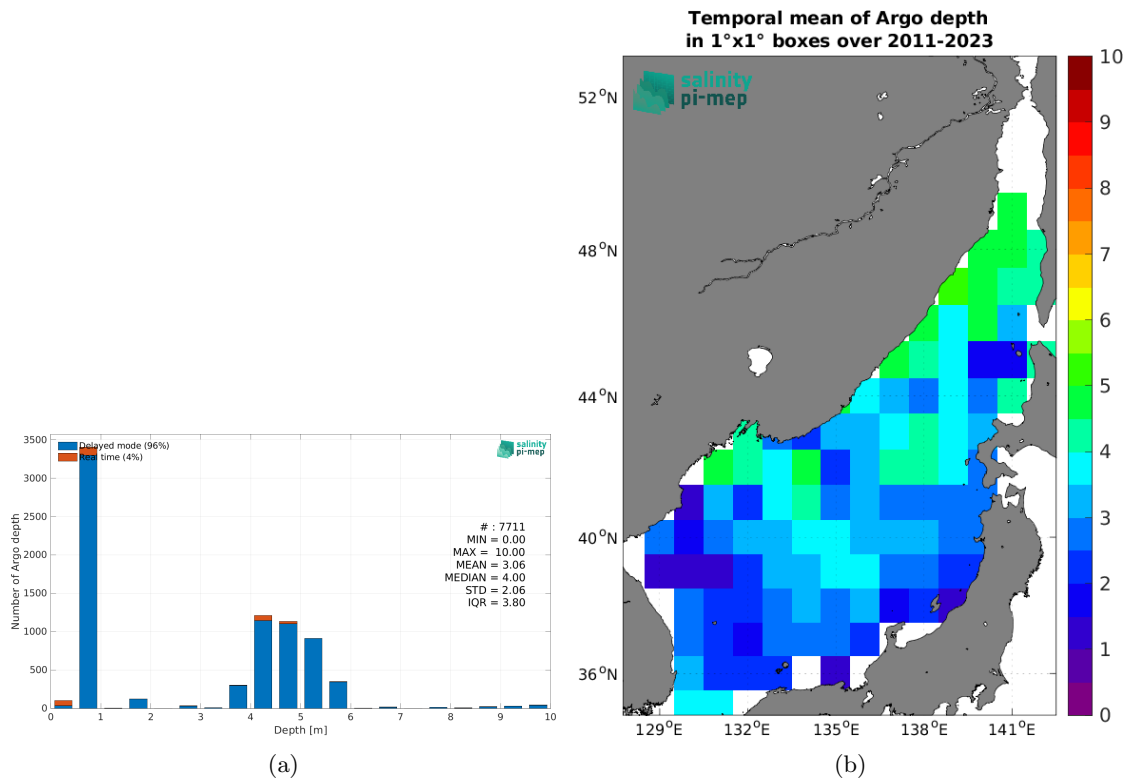 Temporal mean of Argo depth
in 1°x1° boxes over 2011-2023
salinity
pi-mep
52°N
48°N
44°N
40°N
36°N
129°E
132°E
135°E
138°E
141°E
10
9
8
7
6
5
4
3
2
1
0
(b)
3500
3000
2500
2000
1500
1000
500
0
Number of Argo depth
Delayed mode (96%)
Real time (4%)
salinity
pi-mep
# : 7711
MIN = 0.00
MAX = 10.00
MEAN = 3.06
MEDIAN = 4.00
STD = 2.06
IQR = 3.80
0 1 2 3 4 5 6 7 8 9 10
Depth [m]
(a)